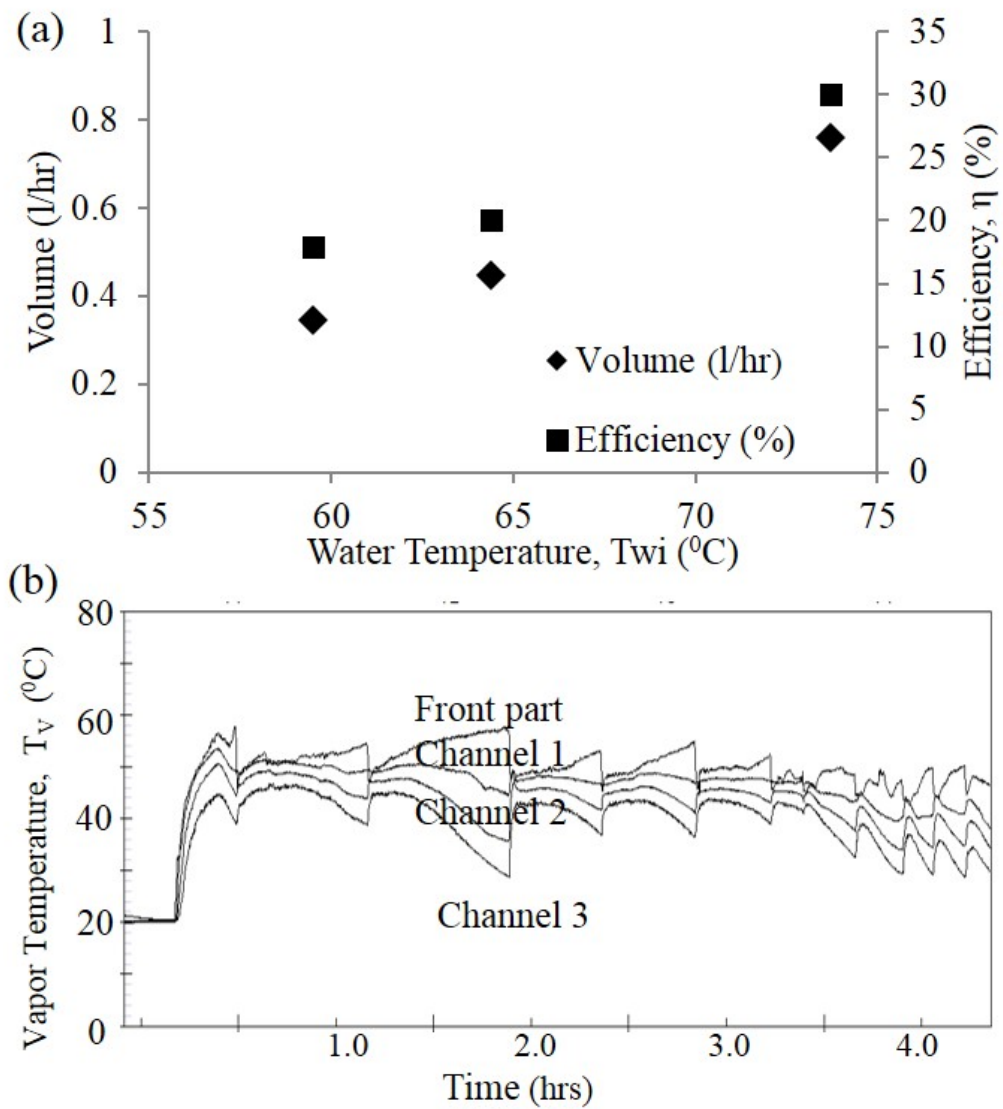 (a)
1
0.8
0.6
0.4
0.2
0
Volume (l/hr)
35
30
25
20
15
10
5
0
Efficiency, η (%)
Volume (l/hr)
Efficiency (%)
55 60 65 70 75
Water Temperature, Twi (⁰C)
(b)
80
60
40
20
0
Vapor Temperature, T_V (⁰C)
Front part
Channel 1
Channel 2
Channel 3
1.0 2.0 3.0 4.0
Time (hrs)